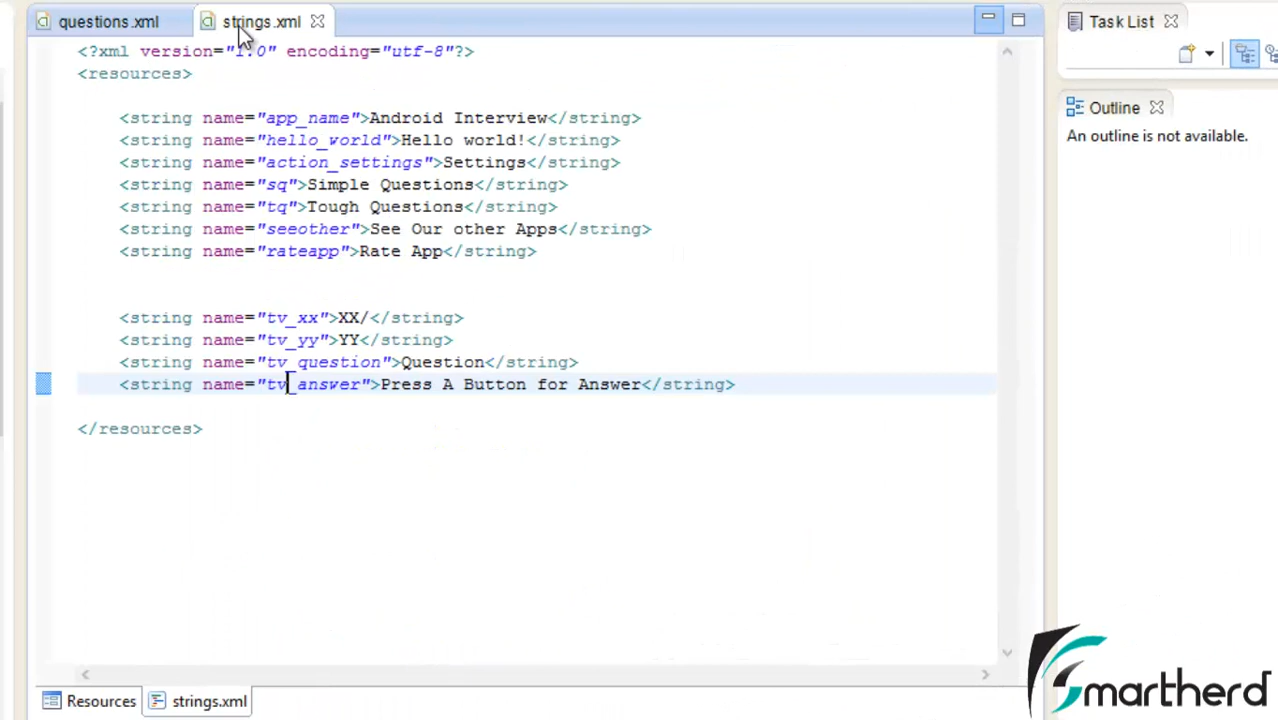 questions.xml
strings.xml
Task List
<?xml version="1.0" encoding="utf-8"?>
<resources>
<string name="app_name">Android Interview</string>
<string name="hello_world">Hello world!</string>
<string name="action_settings">Settings</string>
<string name="sq">Simple Questions</string>
<string name="tq">Tough Questions</string>
<string name="seeother">See Our other Apps</string>
<string name="rateapp">Rate App</string>
<string name="tv_xx">XX/</string>
<string name="tv_yy">YY</string>
<string name="tv_question">Question</string>
<string name="tv_answer">Press A Button for Answer</string>
</resources>
Outline
An outline is not available.
Resources
strings.xml
Smartherd